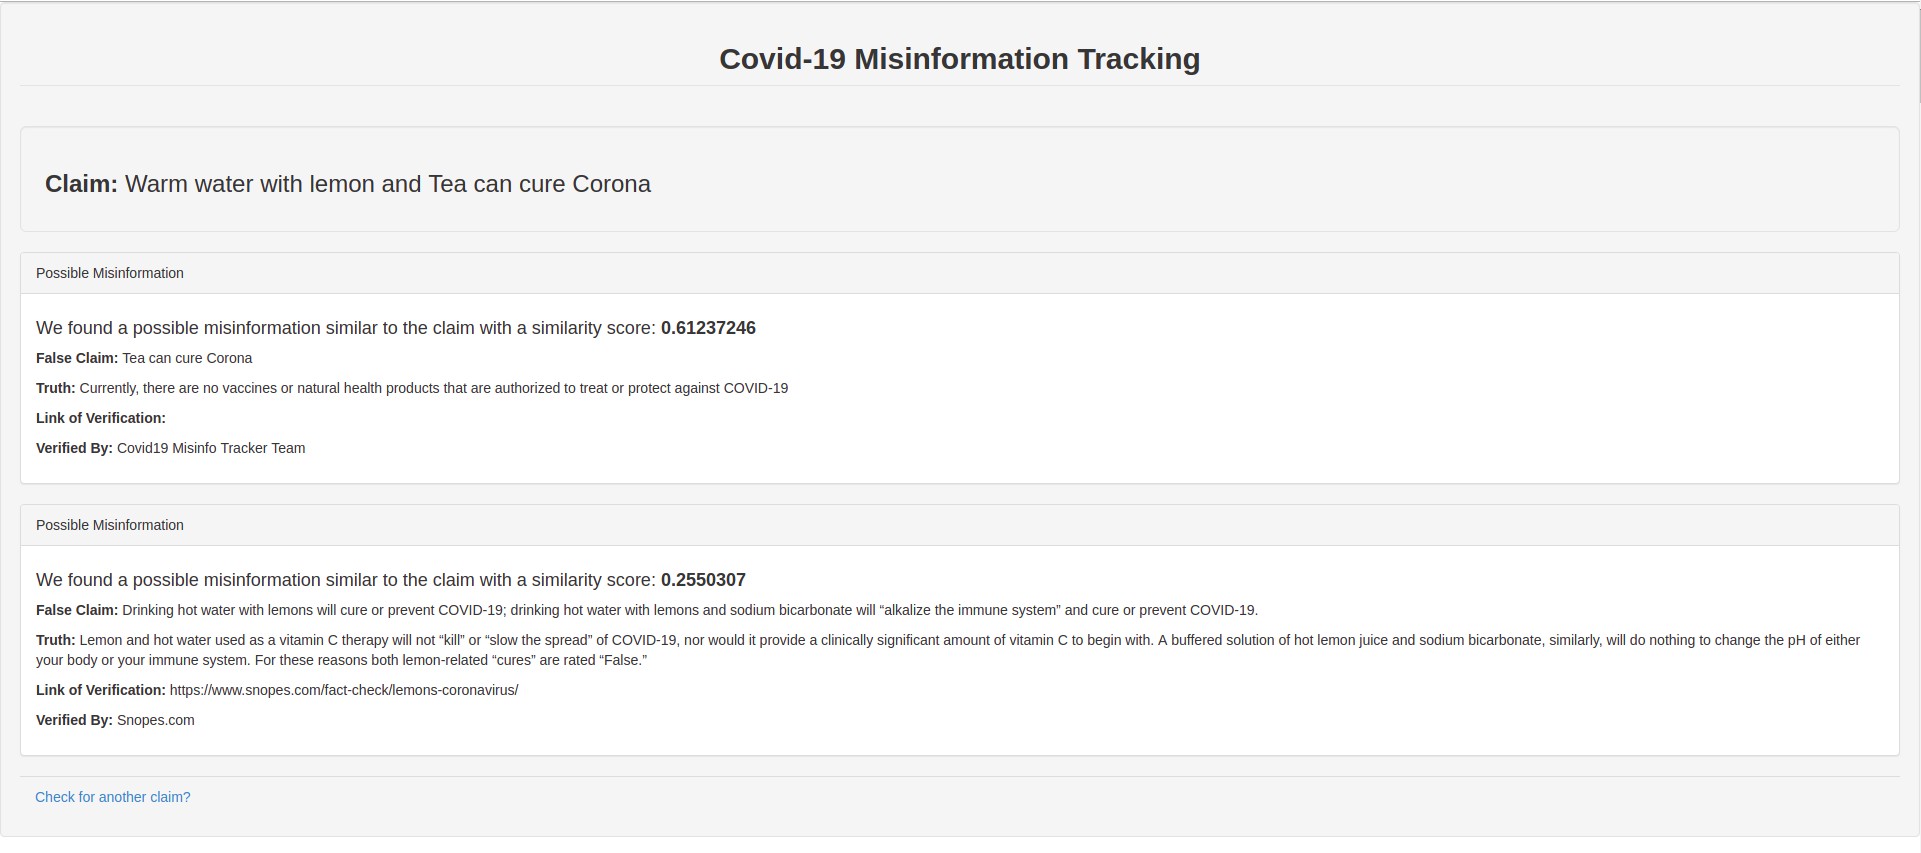 Covid-19 Misinformation Tracking
Claim: Warm water with lemon and Tea can cure Corona
Possible Misinformation
We found a possible misinformation similar to the claim with a similarity score: 0.61237246
False Claim: Tea can cure Corona
Truth: Currently, there are no vaccines or natural health products that are authorized to treat or protect against COVID-19
Link of Verification:
Verified By: Covid19 Misinfo Tracker Team
Possible Misinformation
We found a possible misinformation similar to the claim with a similarity score: 0.2550307
False Claim: Drinking hot water with lemons will cure or prevent COVID-19; drinking hot water with lemons and sodium bicarbonate will “alkalize the immune system” and cure or prevent COVID-19.
Truth: Lemon and hot water used as a vitamin C therapy will not “kill” or “slow the spread” of COVID-19, nor would it provide a clinically significant amount of vitamin C to begin with. A buffered solution of hot lemon juice and sodium bicarbonate, similarly, will do nothing to change the pH of either
your body or your immune system. For these reasons both lemon-related “cures” are rated “False.”
Link of Verification: https://www.snopes.com/fact-check/lemons-coronavirus/
Verified By: Snopes.com
Check for another claim?